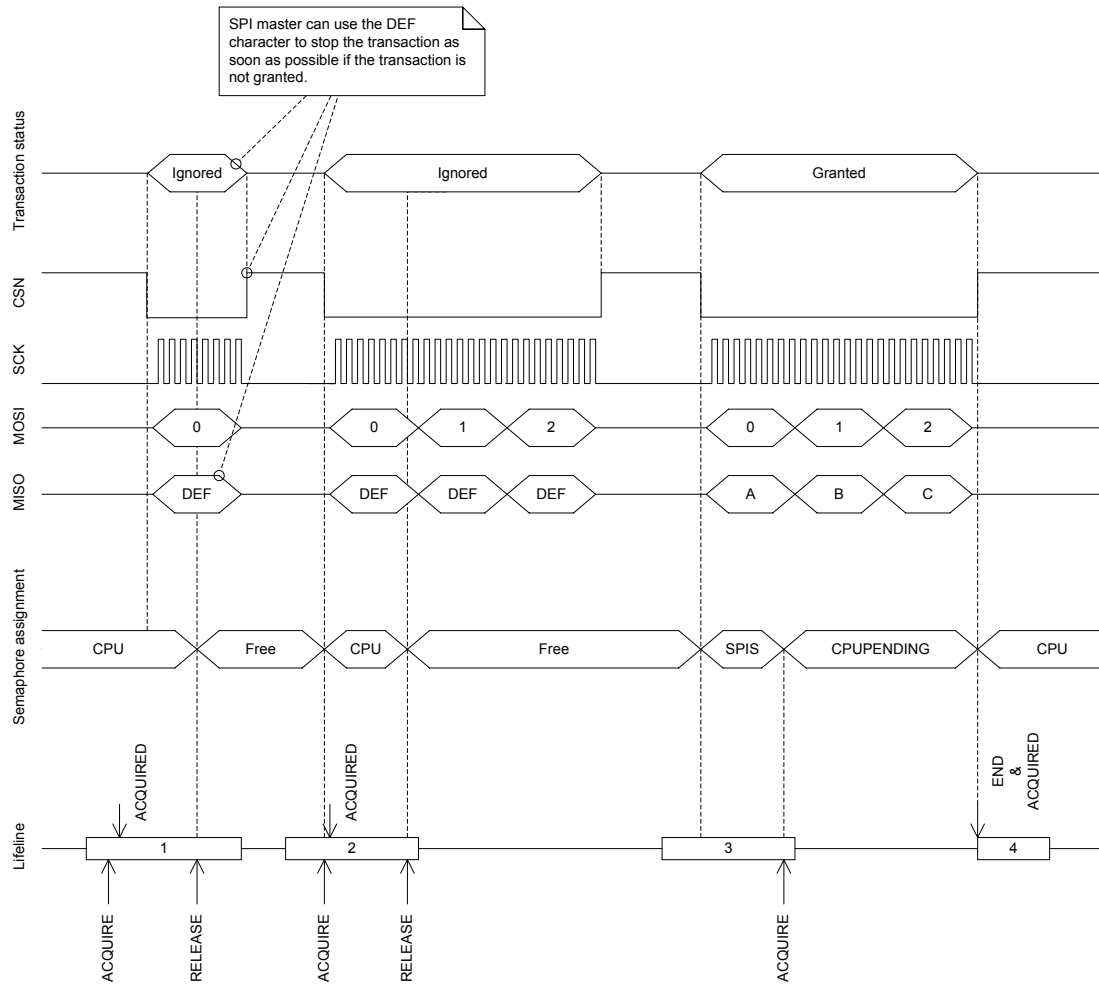 SPI master can use the DEF
character to stop the transaction as
soon as possible if the transaction is
not granted.
Transaction status
Ignored
Ignored
Granted
CSN
SCK
MOSI
0
0
1
2
0
1
2
MISO
DEF
DEF
DEF
DEF
A
B
C
Semaphore assignment
CPU
Free
CPU
Free
SPIS
CPUPENDING
CPU
ACQUIRED
ACQUIRED
END
&
ACQUIRED
Lifeline
1
2
3
4
ACQUIRE
RELEASE
ACQUIRE
RELEASE
ACQUIRE